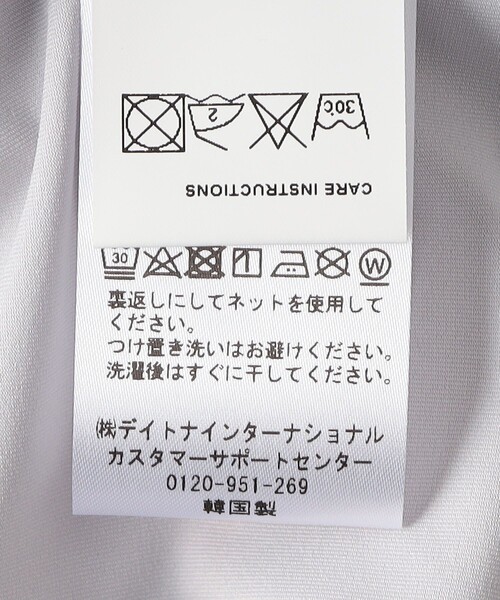 30℃
2
CARE INSTRUCTIONS
30
W
裏返しにしてネットを使用して
ください。
つけ置き洗いはお避けください。
洗濯後はすぐに干してください。
㈱デイトナインターナショナル
カスタマーサポートセンター
0120-951-269
韓国製